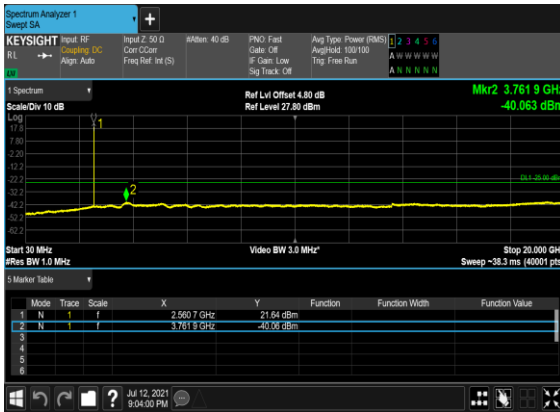 Spectrum Analyzer 1
Swept SA
KEYSIGHT
RL
Input: RF
Coupling: DC
Align: Auto
Input Z: 50 Ω
Corr CCorr
Freq Ref: Int (S)
#Atten: 40 dB
PNO: Fast
Gate: Off
IF Gain: Low
Sig Track: Off
Avg Type: Power (RMS)
Avg|Hold: 100/100
Trig: Free Run
1 2 3 4 5 6
A W W W W W
A N N N N N
1 Spectrum
Scale/Div 10 dB
Ref Lvl Offset 4.80 dB
Ref Level 27.80 dBm
Mkr2 3.761 9 GHz
-40.063 dBm
Log
17.8
7.80
-2.20
-12.2
-22.2
-32.2
-42.2
-52.2
-62.2
1
2
DL1 -25.00 dBm
Start 30 MHz
#Res BW 1.0 MHz
Video BW 3.0 MHz*
Stop 20.000 GHz
Sweep ~38.3 ms (40001 pts)
5 Marker Table
Mode Trace Scale X Y Function Function Width Function Value
1 N 1 f 2.560 7 GHz 21.64 dBm
2 N 1 f 3.761 9 GHz -40.06 dBm
3
4
5
6
Jul 12, 2021
9:04:00 PM